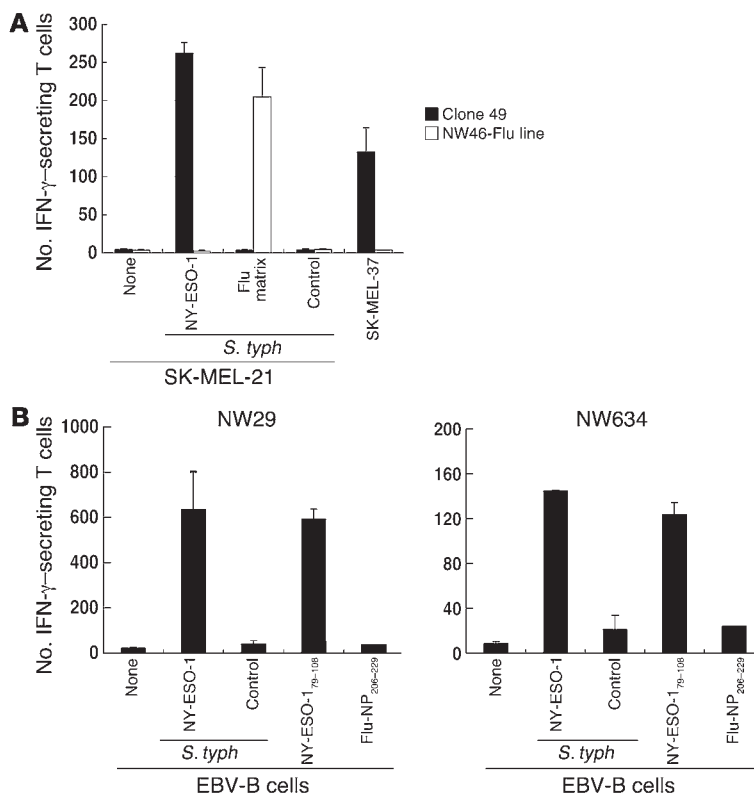 A
No. IFN-γ–secreting T cells
300
250
200
150
100
50
0
None
NY-ESO-1
Flu
matrix
Control
SK-MEL-37
S. typh
SK-MEL-21
Clone 49
NW46-Flu line
B
NW29
No. IFN-γ–secreting T cells
1000
800
600
400
200
0
None
NY-ESO-1
Control
NY-ESO-1₇₉₋₁₀₈
Flu-NP₂₀₆₋₂₂₉
S. typh
EBV-B cells
NW634
200
160
120
80
40
0
None
NY-ESO-1
Control
NY-ESO-1₇₉₋₁₀₈
Flu-NP₂₀₆₋₂₂₉
S. typh
EBV-B cells